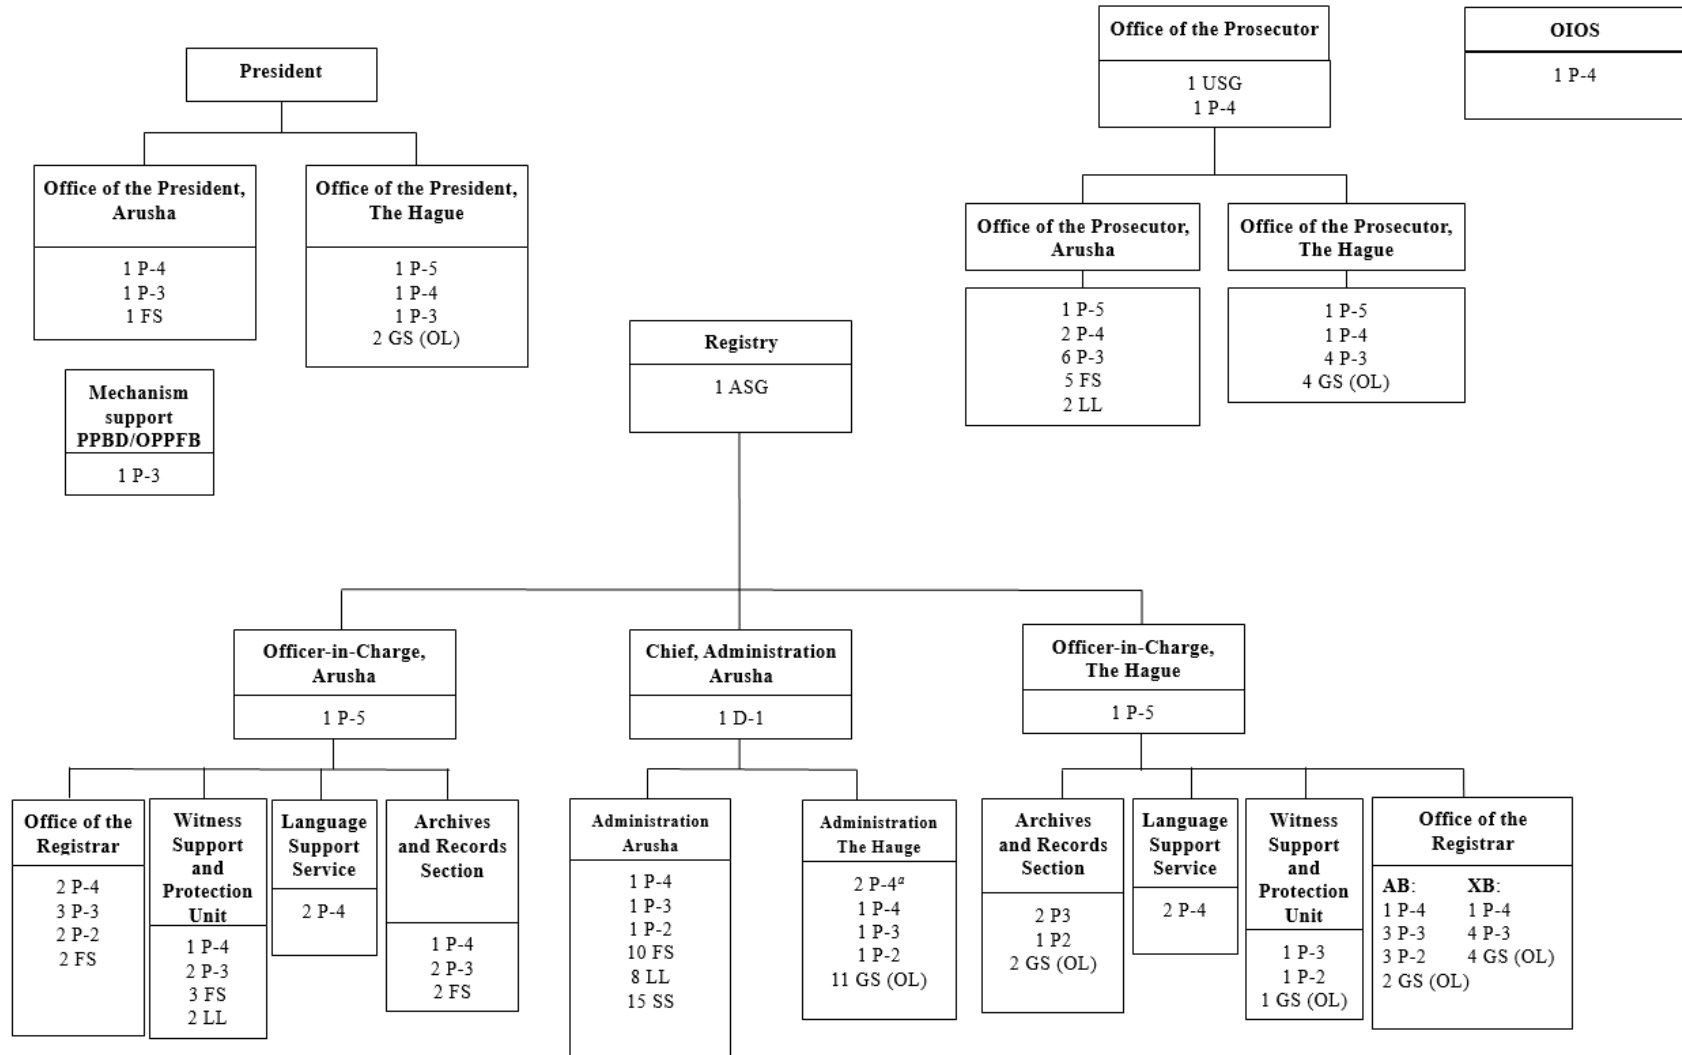 President
Office of the President,
Arusha
1 P-4
1 P-3
1 FS
Office of the President,
The Hague
1 P-5
1 P-4
1 P-3
2 GS (OL)
Mechanism
support
PPBD/OPPFB
1 P-3
Office of the Prosecutor
1 USG
1 P-4
OIOS
1 P-4
Office of the Prosecutor,
Arusha
1 P-5
2 P-4
6 P-3
5 FS
2 LL
Office of the Prosecutor,
The Hague
1 P-5
1 P-4
4 P-3
4 GS (OL)
Registry
1 ASG
Officer-in-Charge,
Arusha
1 P-5
Chief, Administration
Arusha
1 D-1
Officer-in-Charge,
The Hague
1 P-5
Office of the
Registrar
2 P-4
3 P-3
2 P-2
2 FS
Witness
Support
and
Protection
Unit
1 P-4
2 P-3
3 FS
2 LL
Language
Support
Service
2 P-4
Archives
and Records
Section
1 P-4
2 P-3
2 FS
Administration
Arusha
1 P-4
1 P-3
1 P-2
10 FS
8 LL
15 SS
Administration
The Hauge
2 P-4a
1 P-4
1 P-3
1 P-2
11 GS (OL)
Archives
and Records
Section
2 P3
1 P2
2 GS (OL)
Language
Support
Service
2 P-4
Witness
Support
and
Protection
Unit
1 P-3
1 P-2
1 GS (OL)
Office of the
Registrar
AB:
1 P-4
3 P-3
3 P-2
2 GS (OL)
XB:
1 P-4
4 P-3
4 GS (OL)